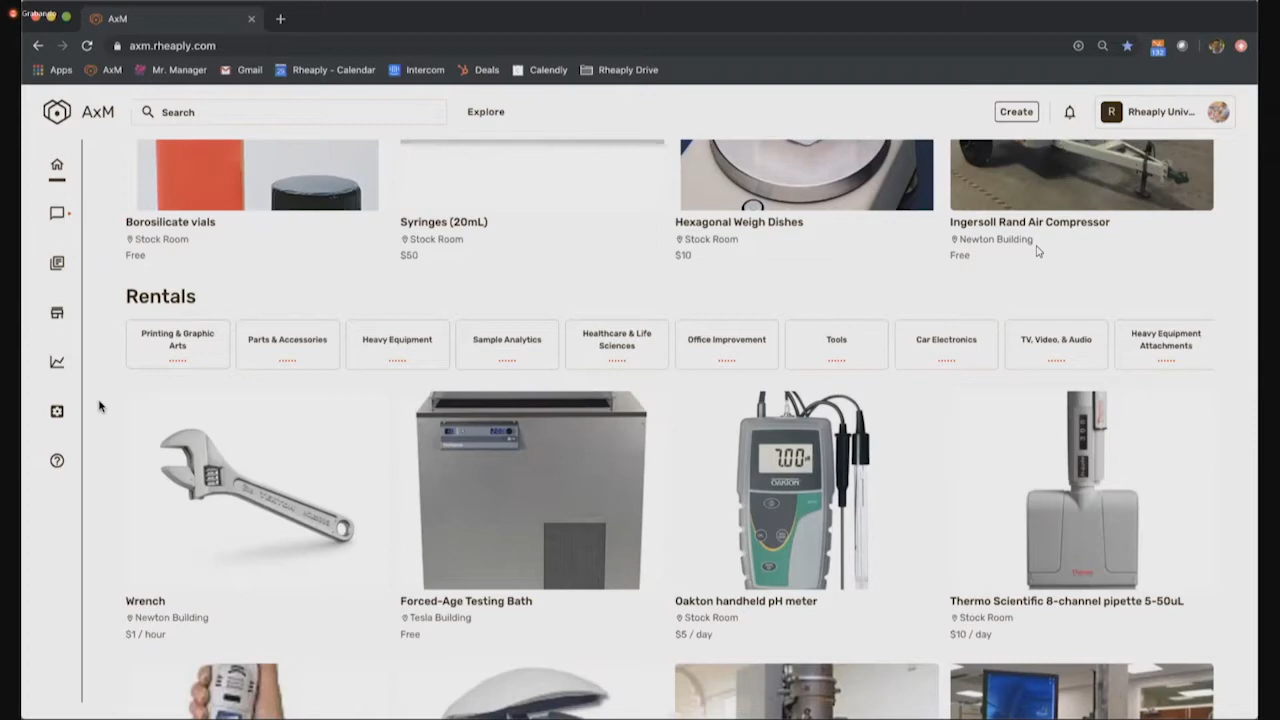 Grabando
AxM
axm.rheaply.com
Apps
AxM
Mr. Manager
Gmail
Rheaply - Calendar
Intercom
Deals
Calendly
Rheaply Drive
132
AxM
Search
Explore
Create
R
Rheaply Univ...
Borosilicate vials
Stock Room
Free
Syringes (20mL)
Stock Room
$50
Hexagonal Weigh Dishes
Stock Room
$10
Ingersoll Rand Air Compressor
Newton Building
Free
Rentals
Printing & Graphic
Arts
Parts & Accessories
Heavy Equipment
Sample Analytics
Healthcare & Life
Sciences
Office Improvement
Tools
Car Electronics
TV, Video, & Audio
Heavy Equipment
Attachments
7.00
OAKTON
Thermo
Wrench
Newton Building
$1 / hour
Forced-Age Testing Bath
Tesla Building
Free
Oakton handheld pH meter
Stock Room
$5 / day
Thermo Scientific 8-channel pipette 5-50uL
Stock Room
$10 / day